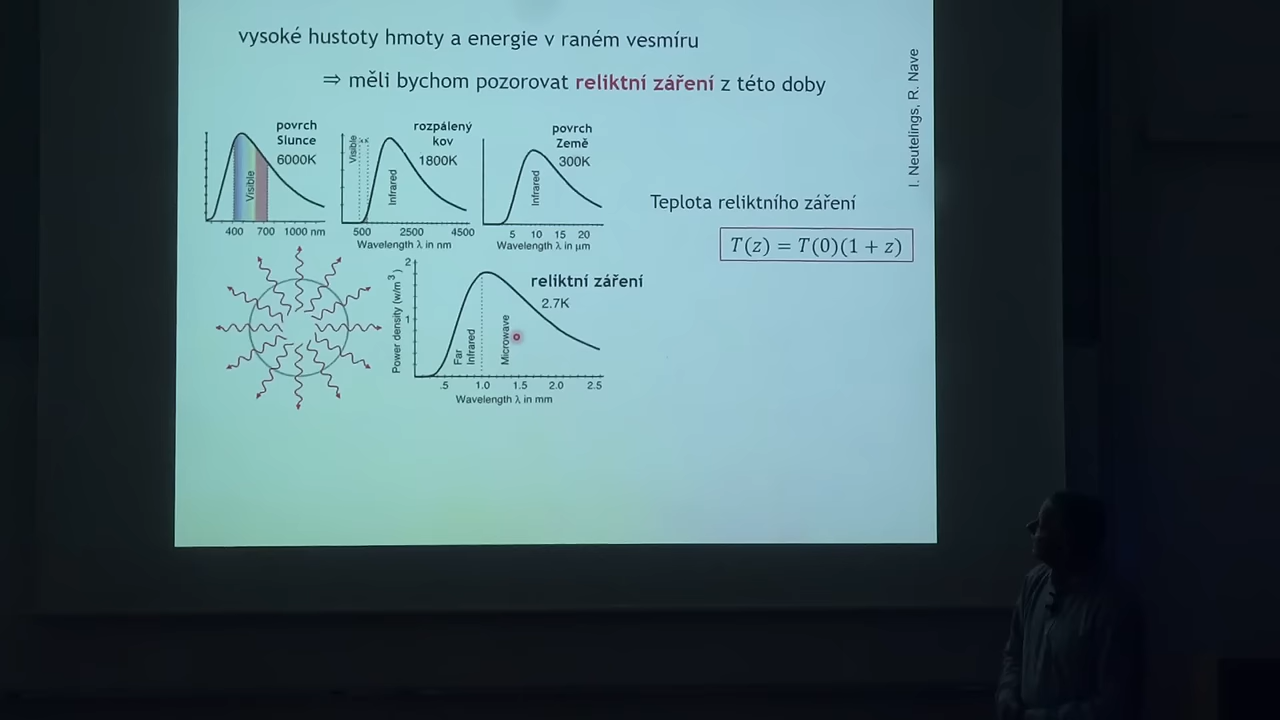 vysoké hustoty hmoty a energie v raném vesmíru
⇒ měli bychom pozorovat reliktní záření z této doby
I. Neutelings, R. Nave
povrch
Slunce
6000K
Visible
400 700 1000 nm
rozpálený
kov
1800K
Visible
Infrared
500 2500 4500
Wavelength λ in nm
povrch
Země
300K
Infrared
5 10 15 20
Wavelength λ in μm
Teplota reliktního záření
T(z) = T(0)(1 + z)
reliktní záření
2.7K
Power density (w/m³)
2
1
Far
Infrared
Microwave
.5 1.0 1.5 2.0 2.5
Wavelength λ in mm